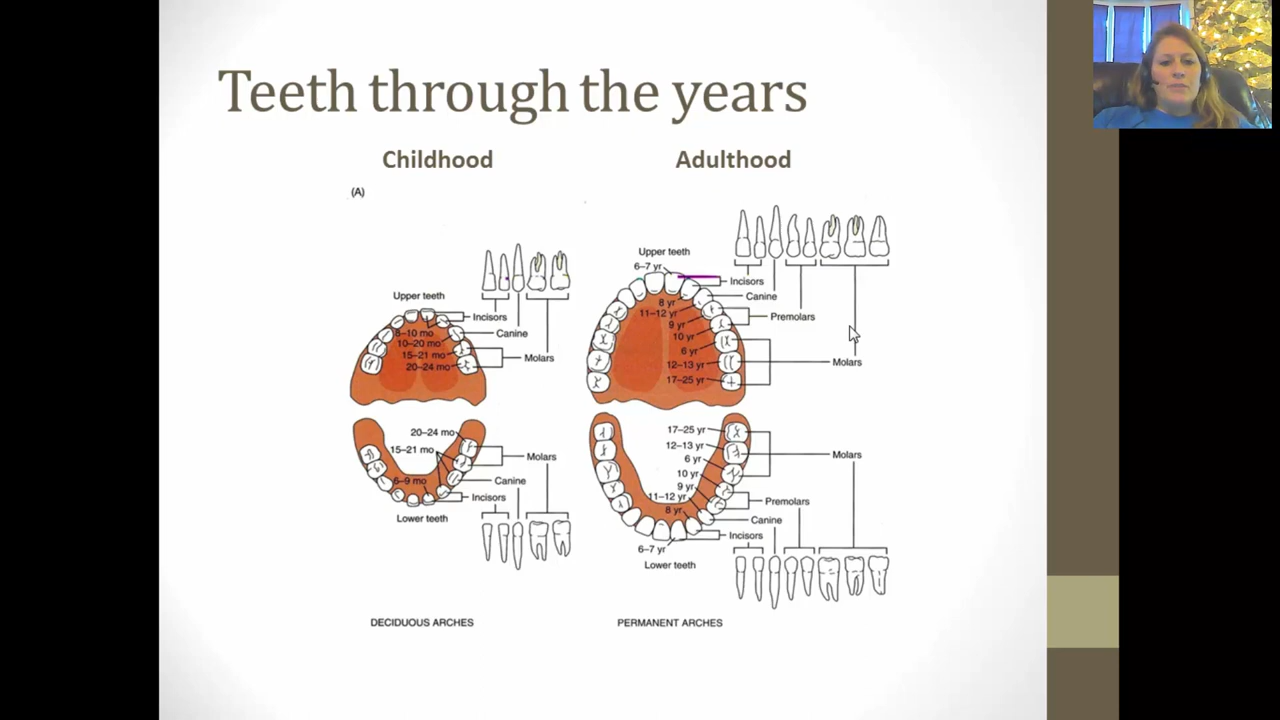 Teeth through the years
Childhood
Adulthood
(A)
Upper teeth
Incisors
8–10 mo
Canine
10–20 mo
15–21 mo
Molars
20–24 mo
20–24 mo
15–21 mo
Molars
6–9 mo
Canine
Incisors
Lower teeth
DECIDUOUS ARCHES
Upper teeth
6–7 yr
Incisors
Canine
8 yr
11–12 yr
Premolars
9 yr
10 yr
6 yr
Molars
12–13 yr
17–25 yr
17–25 yr
12–13 yr
Molars
6 yr
10 yr
9 yr
11–12 yr
Premolars
8 yr
Canine
Incisors
6–7 yr
Lower teeth
PERMANENT ARCHES